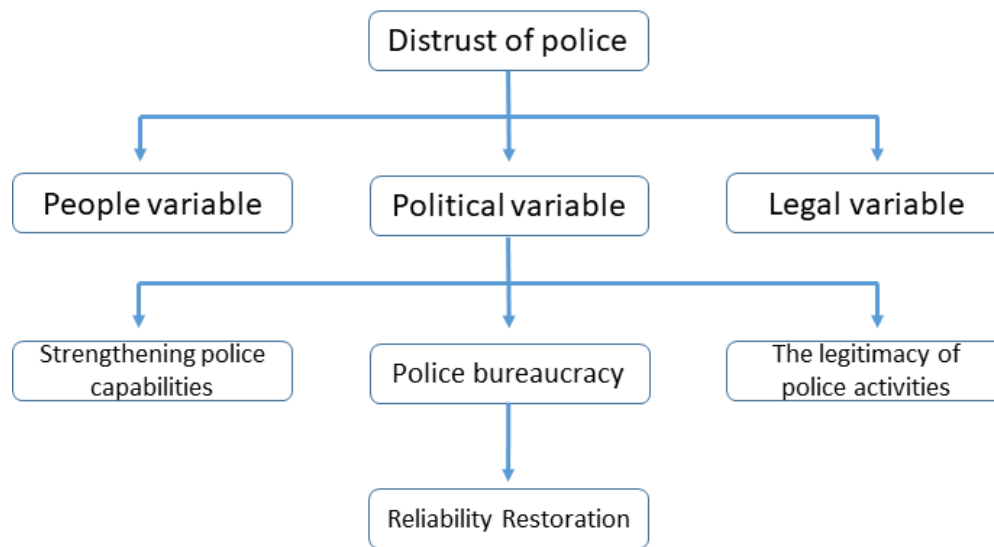 Distrust of police
People variable
Political variable
Legal variable
Strengthening police
capabilities
Police bureaucracy
The legitimacy of
police activities
Reliability Restoration